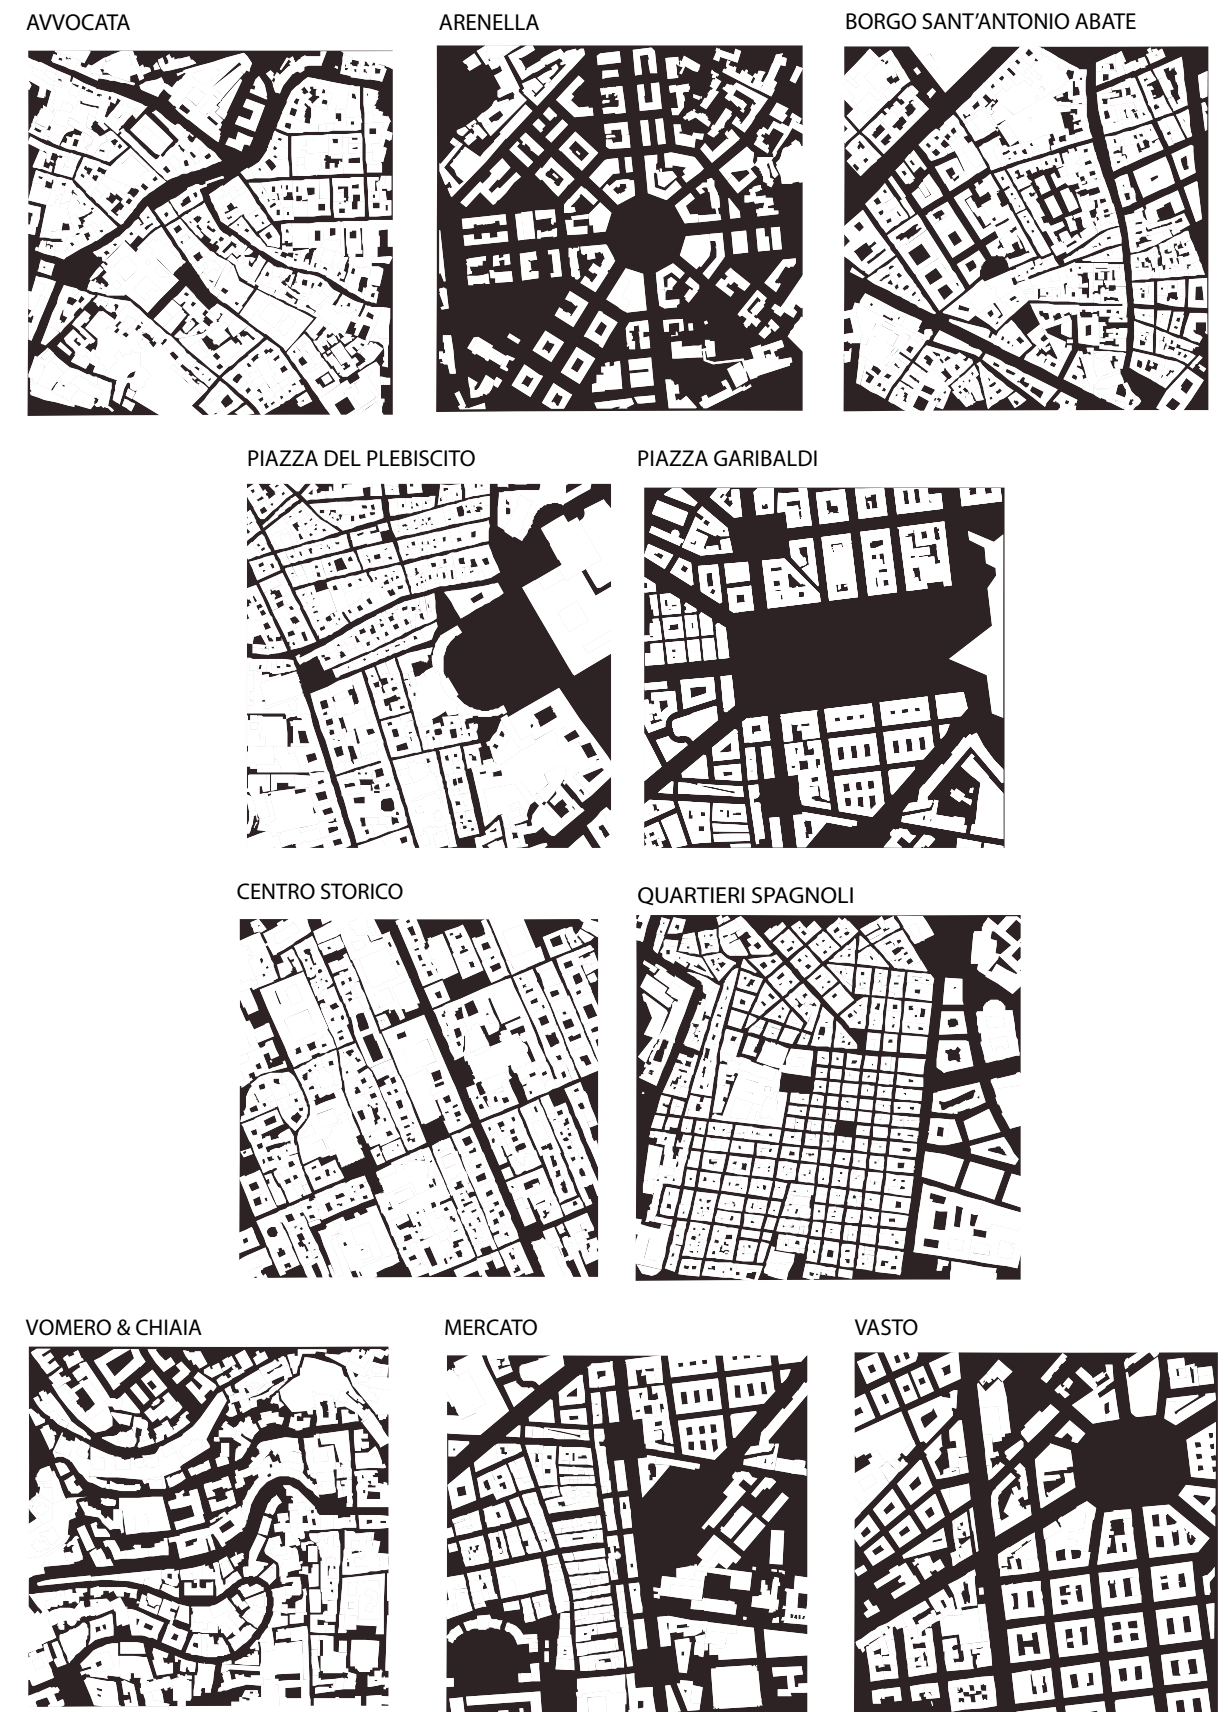 AVVOCATA
ARENELLA
BORGO SANT'ANTONIO ABATE
PIAZZA DEL PLEBISCITO
PIAZZA GARIBALDI
CENTRO STORICO
QUARTIERI SPAGNOLI
VOMERO & CHIAIA
MERCATO
VASTO